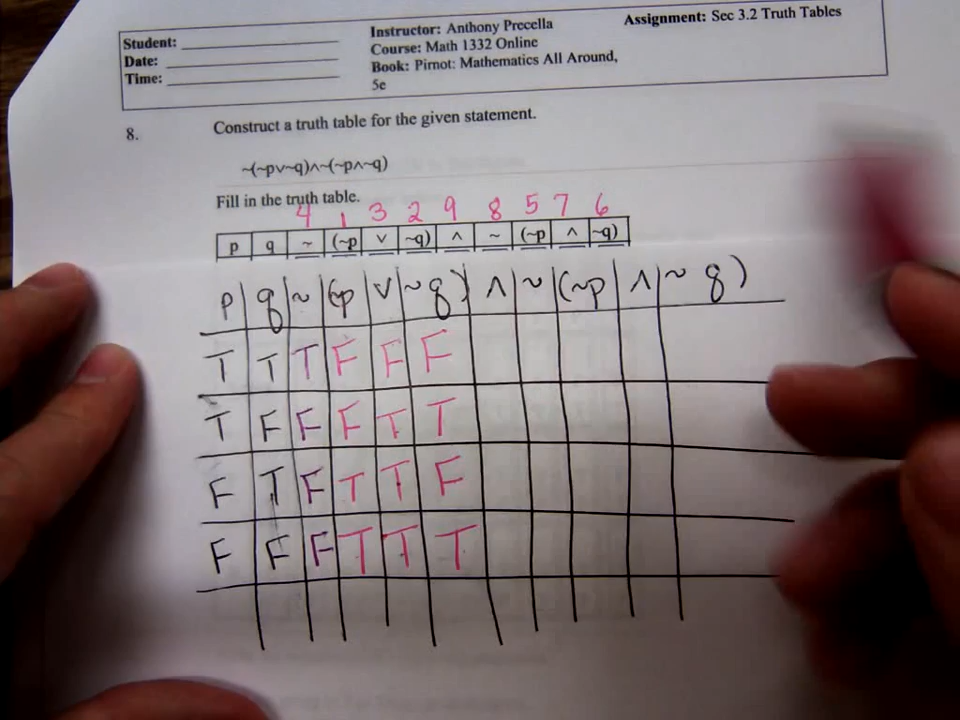 Student: Instructor: Anthony Precella Assignment: Sec 3.2 Truth Tables
Date: Course: Math 1332 Online
Time: Book: Pirnot: Mathematics All Around,
5e
8. Construct a truth table for the given statement.
~(~p∨~q)∧~(~p∧~q)
Fill in the truth table.
4 1 3 2 9 8 5 7 6
p q ~ (~p ∨ ~q) ∧ ~ (~p ∧ ~q)
p q ~ (~p ∨ ~q) ∧ ~ (~p ∧ ~q)
T T T F F F
T F F F T T
F T F T T F
F F F T T T